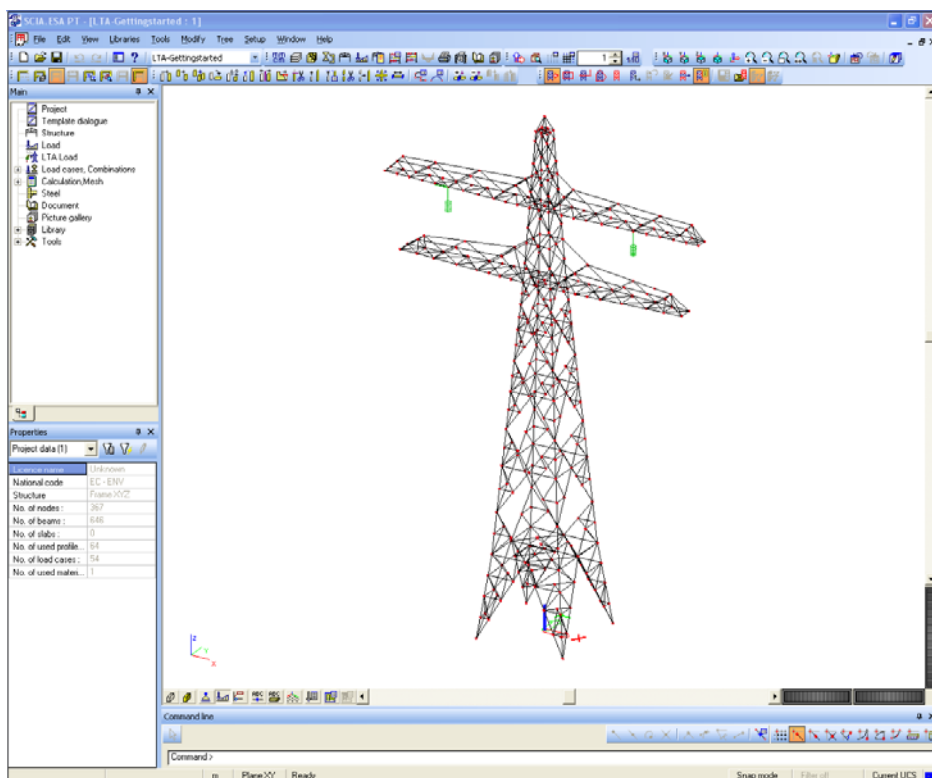 SCIA.ESA PT - [LTA-Gettingstarted : 1]
File Edit View Libraries Tools Modify Tree Setup Window Help
LTA-Gettingstarted
1
Main
Project
Template dialogue
Structure
Load
LTA Load
Load cases, Combinations
Calculation,Mesh
Steel
Document
Picture gallery
Library
Tools
Properties
Project data (1)
Licence name Unknown
National code EC - ENV
Structure Frame XYZ
No. of nodes : 367
No. of beams : 646
No. of slabs : 0
No. of used profile... 64
No. of load cases : 54
No. of used materi... 1
z
Y
X
ABC
ABC
Command line
Command >
m Plane XY Ready Snap mode Filter off Current UCS